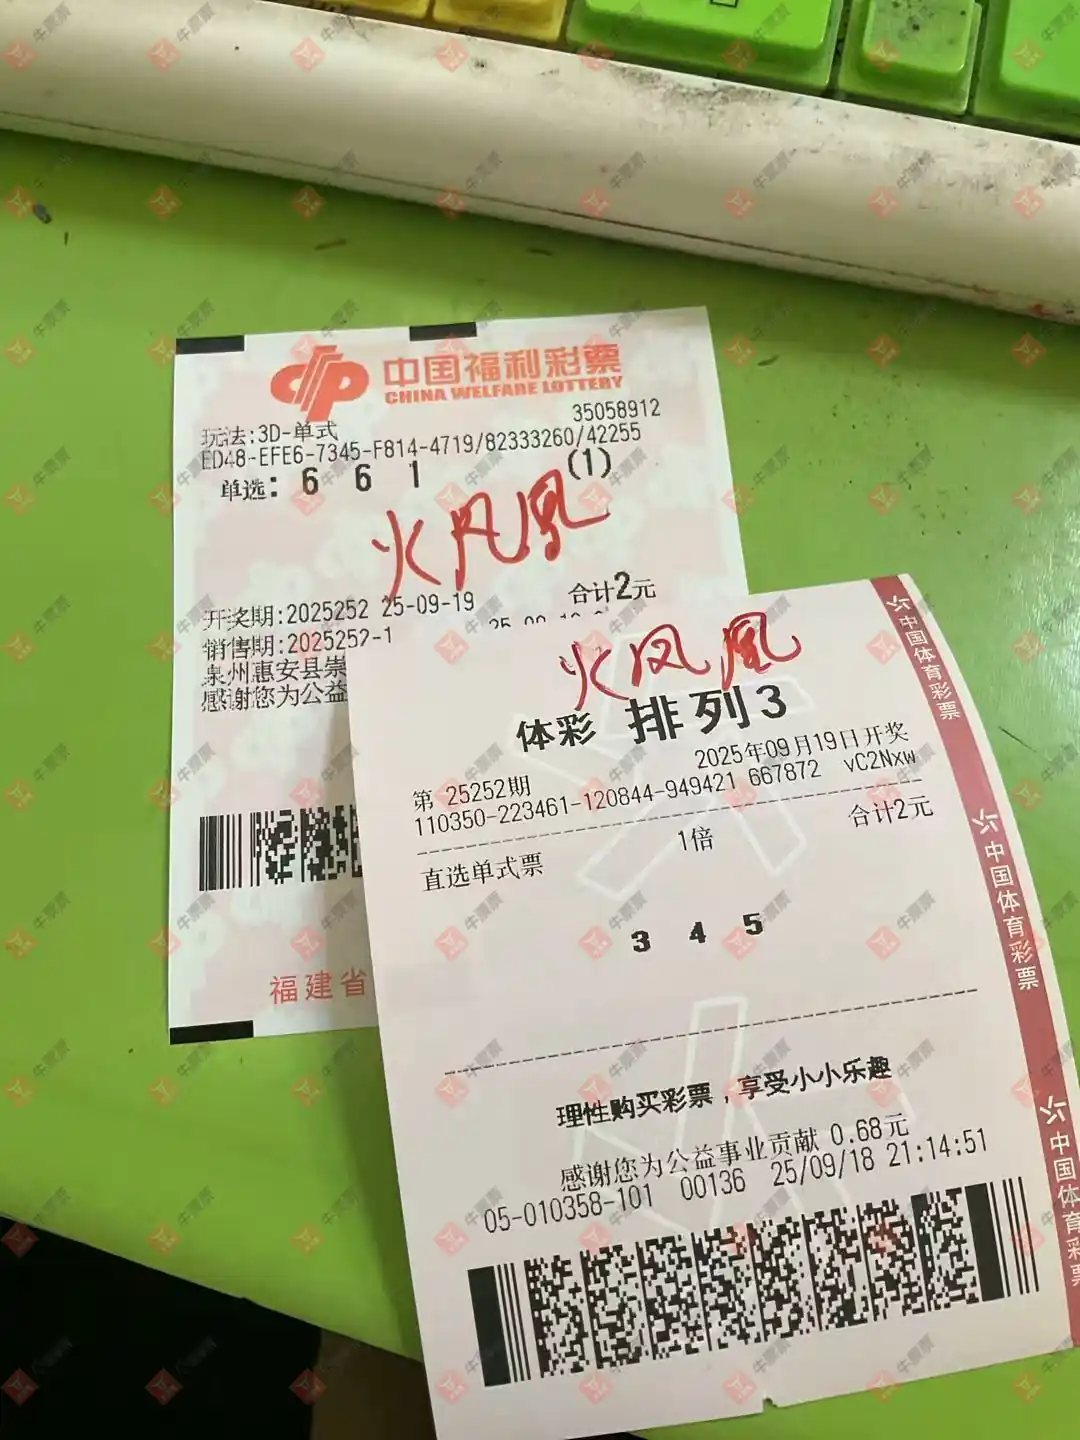 中国福利彩票
CHINA WELFARE LOTTERY
35058912
玩法:3D-单式
ED48-EFE6-7345-F814-4719/82333260/42255
单选: 6 6 1 (1)
火凤凰
合计2元
开奖期:2025252 25-09-19
销售期:2025252-1
泉州惠安县崇
感谢您为公益
福建省
火凤凰
体彩 排列3
2025年09月19日开奖
第 25252期
110350-223461-120844-949421 667872 vC2Nxw
合计2元
1倍
直选单式票
3 4 5
理性购买彩票，享受小小乐趣
感谢您为公益事业贡献 0.68元
05-010358-101 00136 25/09/18 21:14:51
中国体育彩票
中国体育彩票
中国体育彩票
牛票票